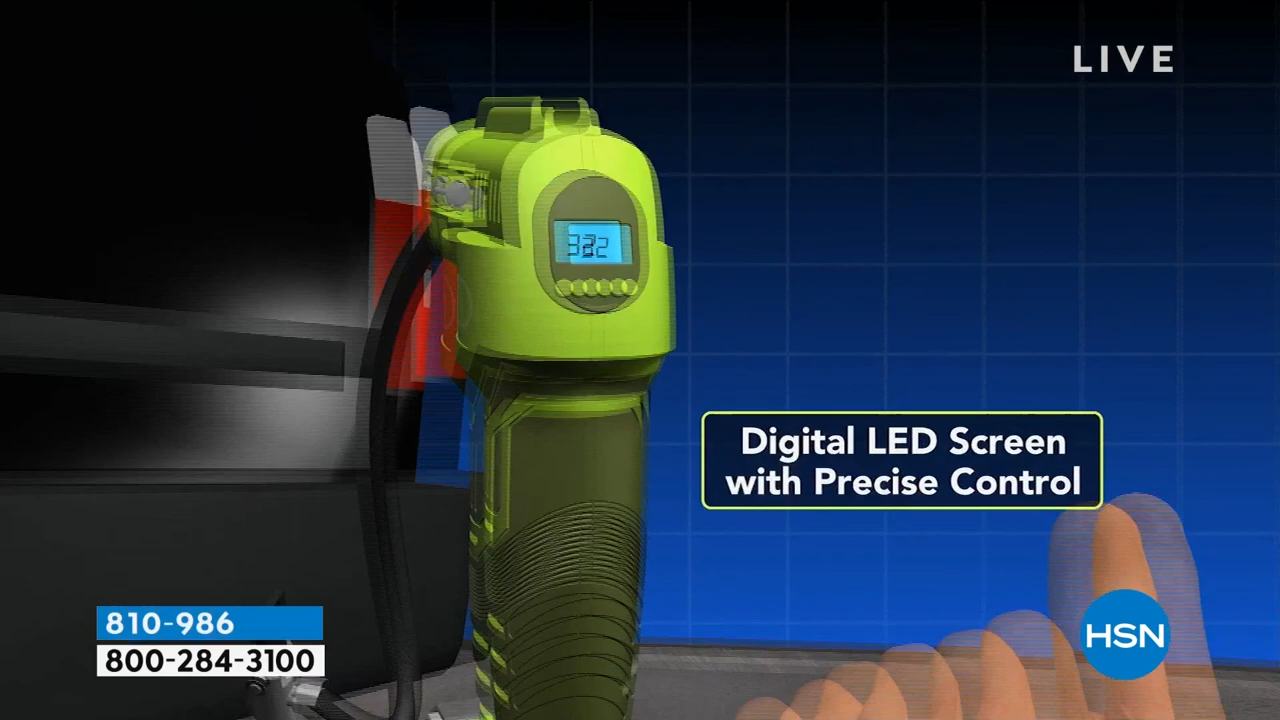 LIVE
Digital LED Screen
with Precise Control
810-986
800-284-3100
HSN